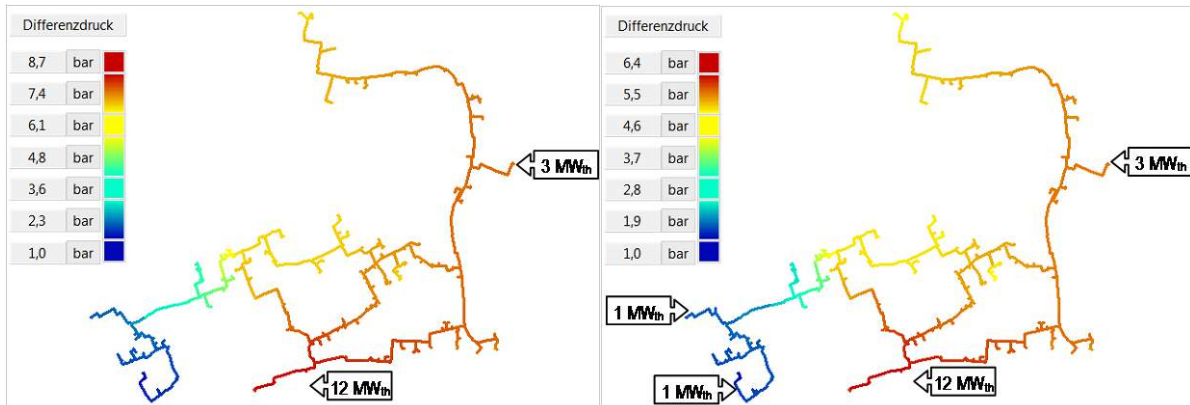 Differenzdruck
8,7 bar
7,4 bar
6,1 bar
4,8 bar
3,6 bar
2,3 bar
1,0 bar
3 MWth
12 MWth
Differenzdruck
6,4 bar
5,5 bar
4,6 bar
3,7 bar
2,8 bar
1,9 bar
1,0 bar
3 MWth
1 MWth
1 MWth
12 MWth